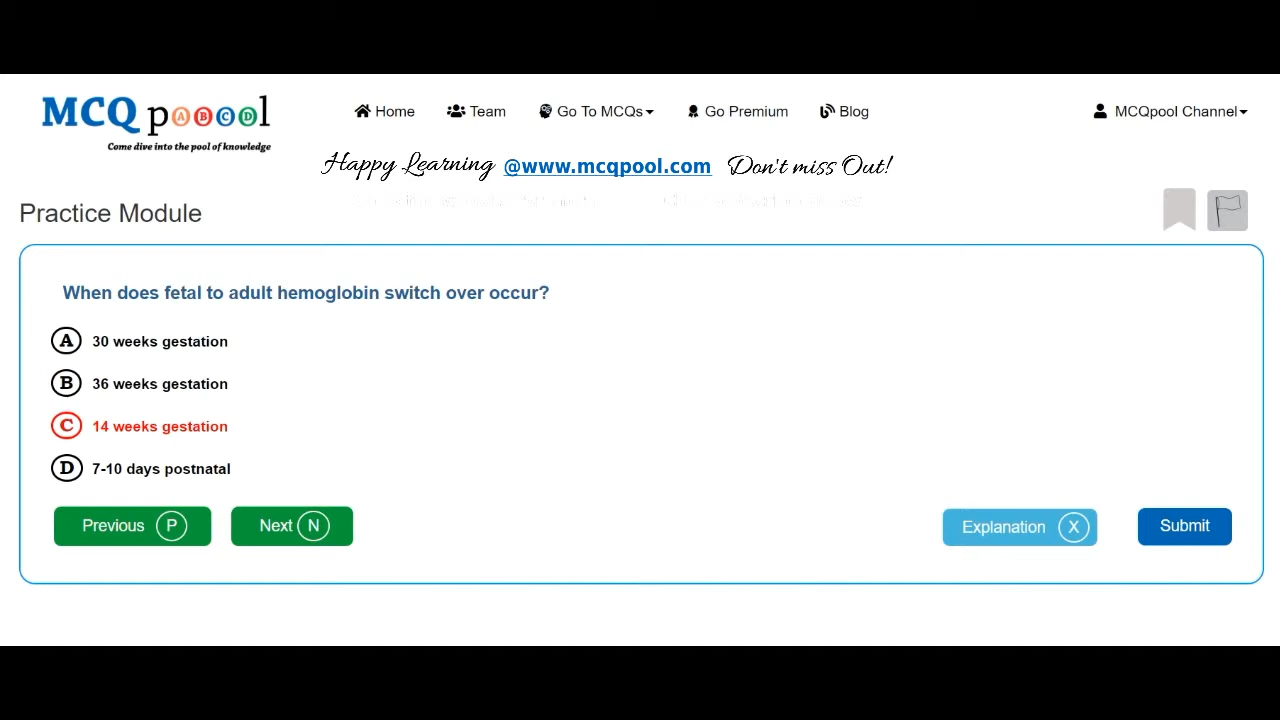 MCQ poool
A B C D
Come dive into the pool of knowledge
Home Team Go To MCQs Go Premium Blog MCQpool Channel
Happy Learning @www.mcqpool.com Don't miss Out!
Practice Module
When does fetal to adult hemoglobin switch over occur?
A 30 weeks gestation
B 36 weeks gestation
C 14 weeks gestation
D 7-10 days postnatal
Previous P Next N Explanation X Submit